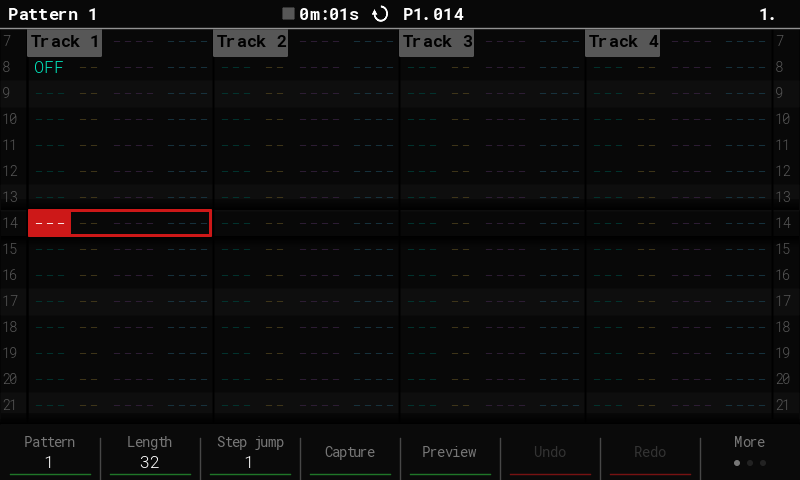 Pattern 1 0m:01s P1.014 1.
7 Track 1 --- -- ---- ---- Track 2 --- -- ---- ---- Track 3 --- -- ---- ---- Track 4 --- -- ---- ---- 7
8 OFF -- ---- ---- --- -- ---- ---- --- -- ---- ---- --- -- ---- ---- 8
9 --- -- ---- ---- --- -- ---- ---- --- -- ---- ---- --- -- ---- ---- 9
10 --- -- ---- ---- --- -- ---- ---- --- -- ---- ---- --- -- ---- ---- 10
11 --- -- ---- ---- --- -- ---- ---- --- -- ---- ---- --- -- ---- ---- 11
12 --- -- ---- ---- --- -- ---- ---- --- -- ---- ---- --- -- ---- ---- 12
13 --- -- ---- ---- --- -- ---- ---- --- -- ---- ---- --- -- ---- ---- 13
14 --- -- ---- ---- --- -- ---- ---- --- -- ---- ---- --- -- ---- ---- 14
15 --- -- ---- ---- --- -- ---- ---- --- -- ---- ---- --- -- ---- ---- 15
16 --- -- ---- ---- --- -- ---- ---- --- -- ---- ---- --- -- ---- ---- 16
17 --- -- ---- ---- --- -- ---- ---- --- -- ---- ---- --- -- ---- ---- 17
18 --- -- ---- ---- --- -- ---- ---- --- -- ---- ---- --- -- ---- ---- 18
19 --- -- ---- ---- --- -- ---- ---- --- -- ---- ---- --- -- ---- ---- 19
20 --- -- ---- ---- --- -- ---- ---- --- -- ---- ---- --- -- ---- ---- 20
21 --- -- ---- ---- --- -- ---- ---- --- -- ---- ---- --- -- ---- ---- 21
Pattern Length Step jump Capture Preview Undo Redo More
1 32 1